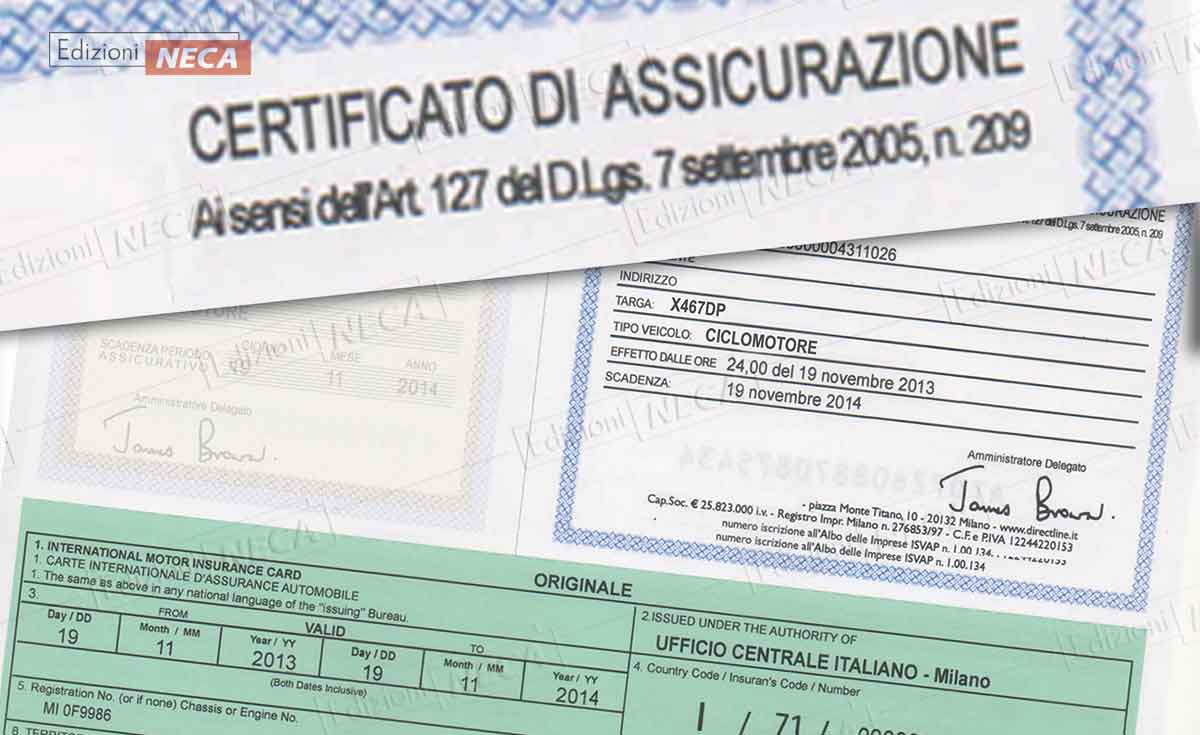 Edizioni NECA
CERTIFICATO DI ASSICURAZIONE
Ai sensi dell'Art. 127 del D.Lgs. 7 settembre 2005, n. 209
127 del D.Lgs. 7 settembre 2005, n. 209
00004311026
INDIRIZZO
TARGA: X467DP
TIPO VEICOLO: CICLOMOTORE
EFFETTO DALLE ORE 24,00 del 19 novembre 2013
SCADENZA: 19 novembre 2014
Amministratore Delegato
James Brown.
- piazza Monte Titano, 10 - 20132 Milano - www.directline.it
Cap.Soc. € 25.823.000 i.v. - Registro Impr. Milano n. 276853/97 - C.F. e P.IVA 12244220153
numero iscrizione all'Albo delle Imprese ISVAP n. 1.00.134.
numero iscrizione all'Albo delle Imprese ISVAP n. 1.00.134
SCADENZA PERIODO
ASSICURATIVO
MESE
ANNO
11
2014
Amministratore Delegato
James Brown.
1. INTERNATIONAL MOTOR INSURANCE CARD
1. CARTE INTERNATIONALE D'ASSURANCE AUTOMOBILE
1. The same as above in any national language of the "issuing" Bureau.
ORIGINALE
3.
FROM
VALID
TO
Day / DD
Month / MM
Year / YY
Day / DD
Month / MM
Year / YY
19
11
2013
19
11
2014
(Both Dates Inclusive)
2.ISSUED UNDER THE AUTHORITY OF
UFFICIO CENTRALE ITALIANO - Milano
4. Country Code / Insuran's Code / Number
I / 71 /
5. Registration No. (or if none) Chassis or Engine No.
MI 0F9986